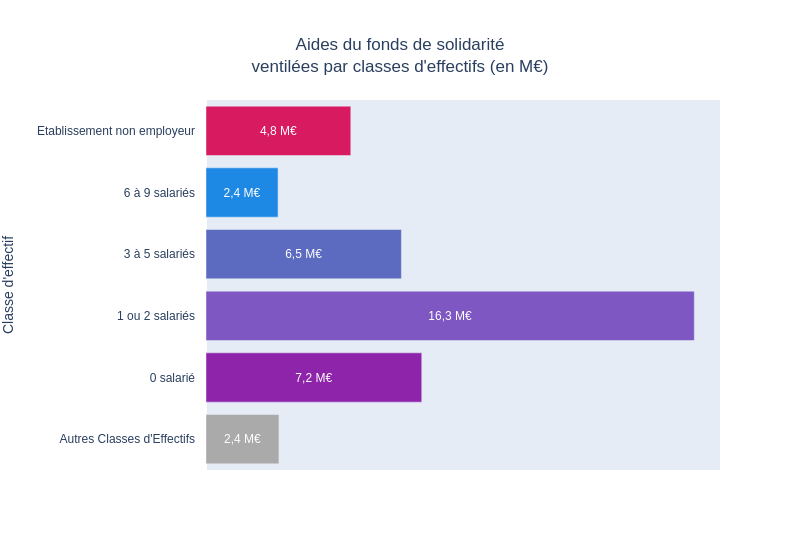 Aides du fonds de solidarité
ventilées par classes d'effectifs (en M€)
Classe d'effectif
Etablissement non employeur
4,8 M€
6 à 9 salariés
2,4 M€
3 à 5 salariés
6,5 M€
1 ou 2 salariés
16,3 M€
0 salarié
7,2 M€
Autres Classes d'Effectifs
2,4 M€